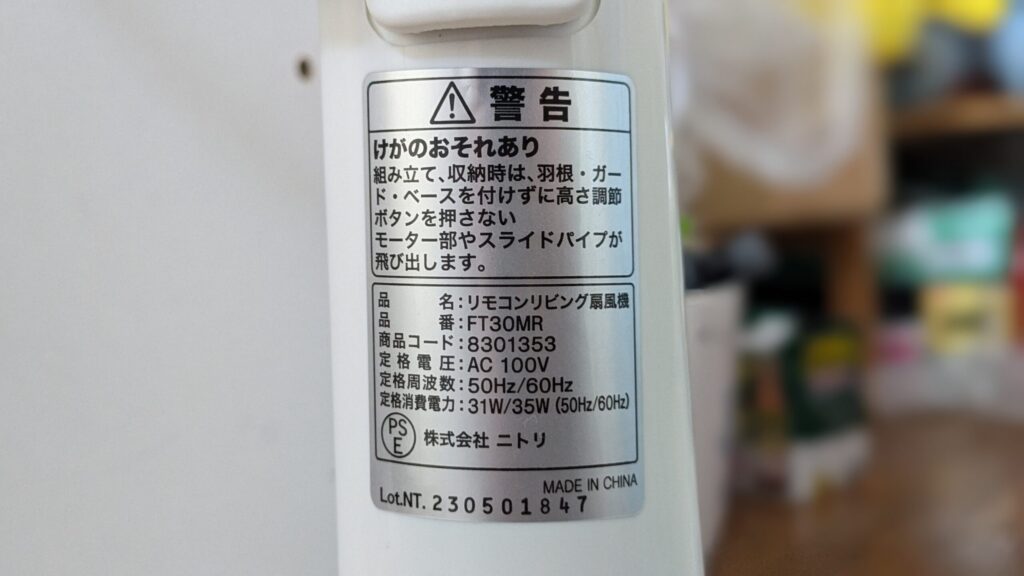 警告
けがのおそれあり
組み立て、収納時は、羽根・ガー
ド・ベースを付けずに高さ調節
ボタンを押さない
モーター部やスライドパイプが
飛び出します。
品名:リモコンリビング扇風機
品番:FT30MR
商品コード:8301353
定格電圧:AC 100V
定格周波数:50Hz/60Hz
定格消費電力:31W/35W (50Hz/60Hz)
PSE 株式会社 ニトリ
MADE IN CHINA
Lot.NT. 230501847